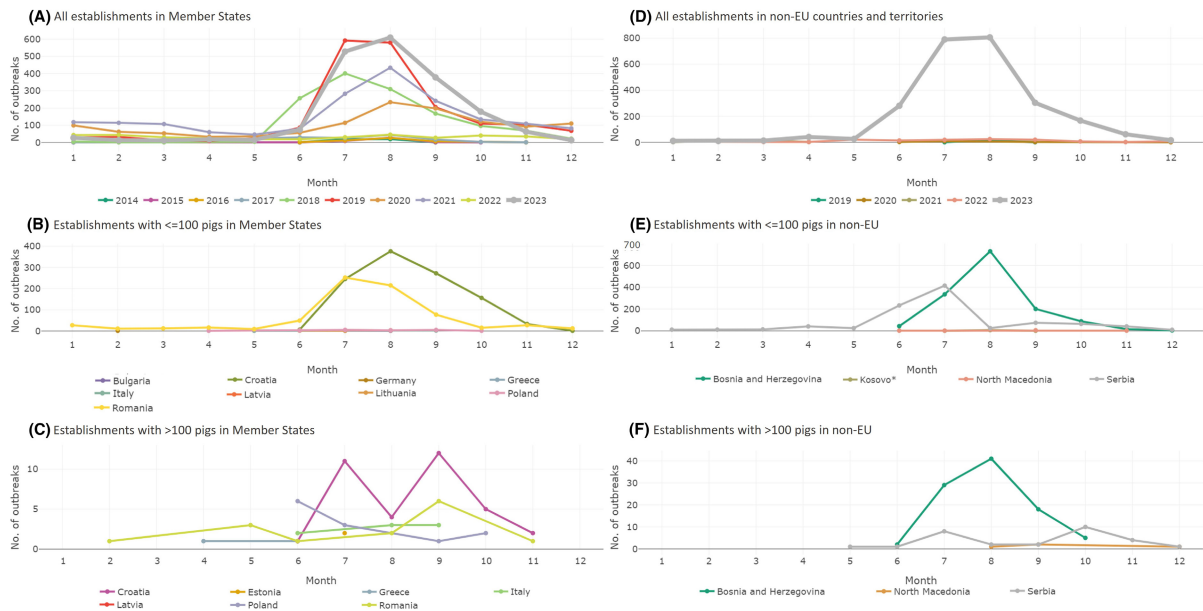 (A) All establishments in Member States
No. of outbreaks
600
500
400
300
200
100
0
1 2 3 4 5 6 7 8 9 10 11 12
Month
2014 2015 2016 2017 2018 2019 2020 2021 2022 2023
(B) Establishments with <=100 pigs in Member States
No. of outbreaks
400
300
200
100
0
1 2 3 4 5 6 7 8 9 10 11 12
Month
Bulgaria Croatia Germany Greece
Italy Latvia Lithuania Poland
Romania
(C) Establishments with >100 pigs in Member States
No. of outbreaks
10
5
0
1 2 3 4 5 6 7 8 9 10 11 12
Month
Croatia Estonia Greece Italy
Latvia Poland Romania
(D) All establishments in non-EU countries and territories
No. of outbreaks
800
600
400
200
0
1 2 3 4 5 6 7 8 9 10 11 12
Month
2019 2020 2021 2022 2023
(E) Establishments with <=100 pigs in non-EU
No. of outbreaks
700
600
400
200
0
1 2 3 4 5 6 7 8 9 10 11 12
Month
Bosnia and Herzegovina Kosovo* North Macedonia Serbia
(F) Establishments with >100 pigs in non-EU
No. of outbreaks
40
30
20
10
0
1 2 3 4 5 6 7 8 9 10 11 12
Month
Bosnia and Herzegovina North Macedonia Serbia